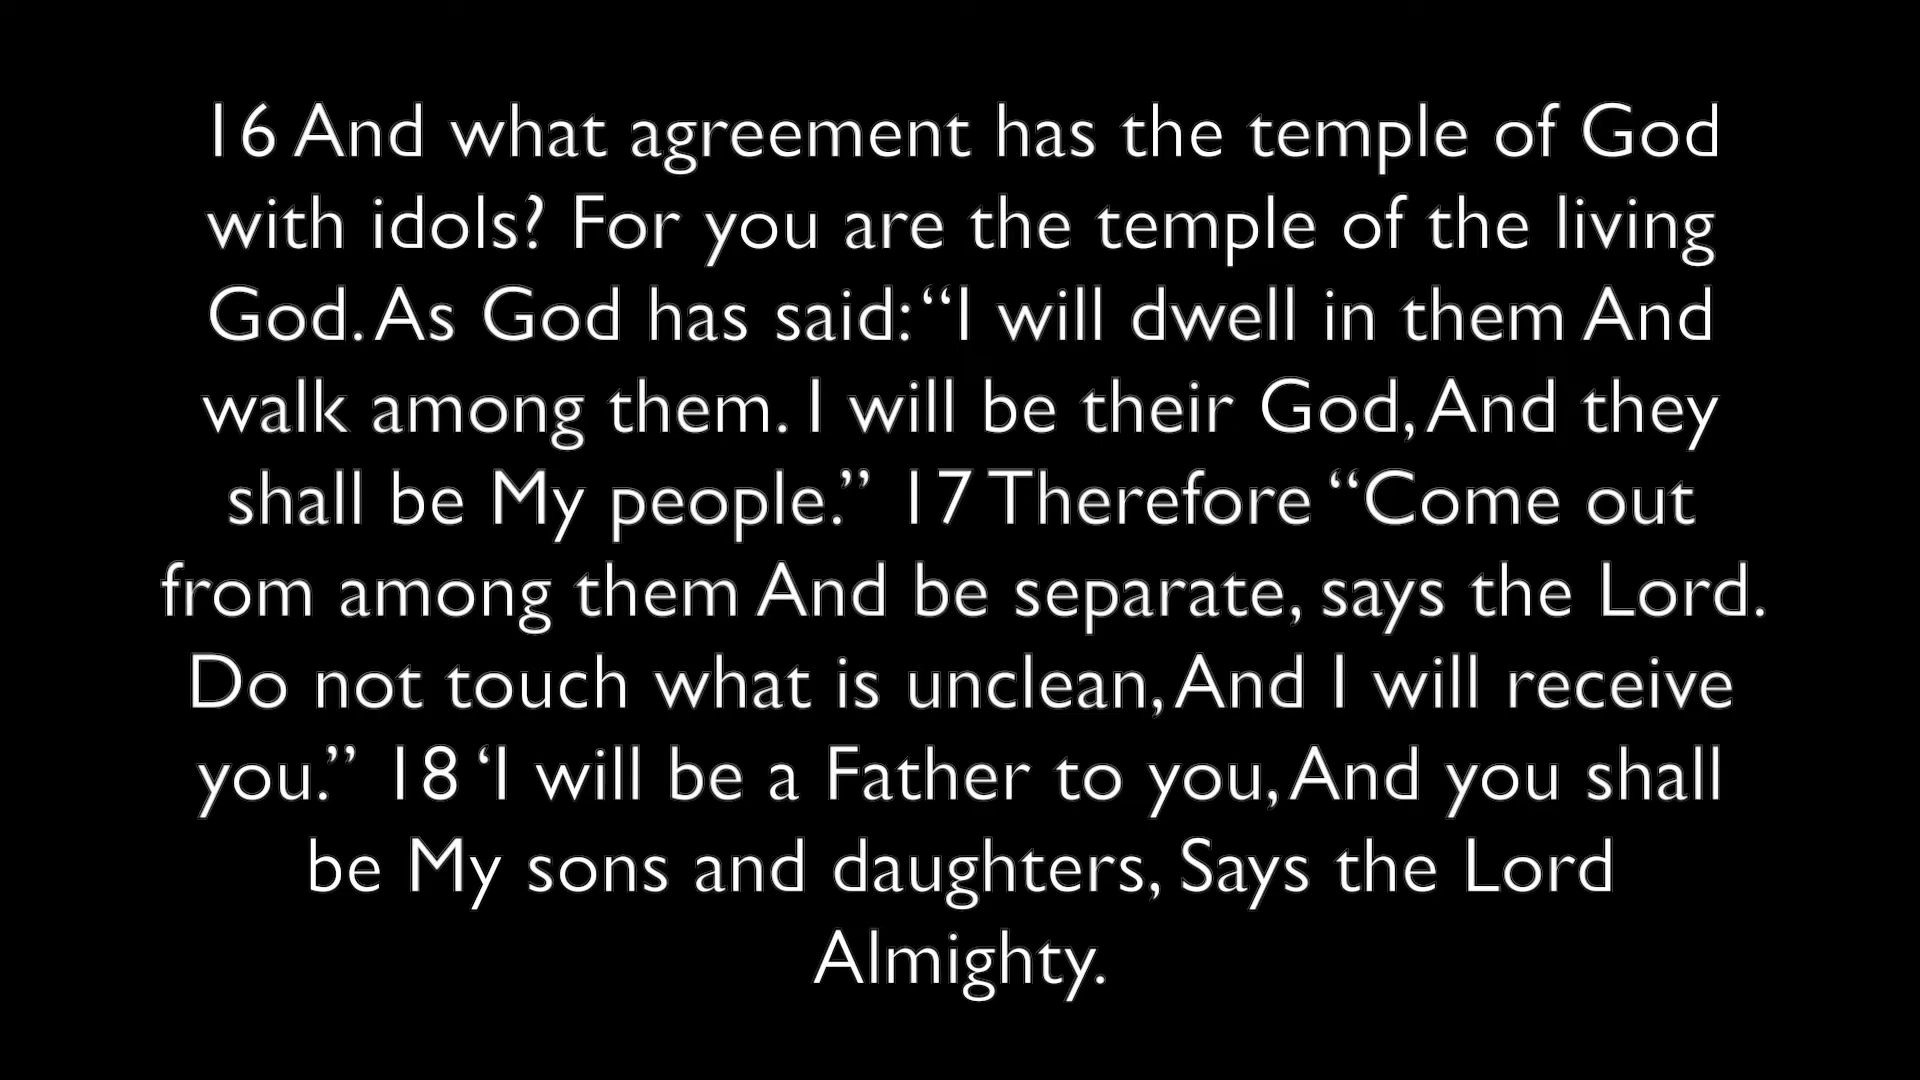 16 And what agreement has the temple of God
with idols? For you are the temple of the living
God. As God has said: “I will dwell in them And
walk among them. I will be their God, And they
shall be My people.” 17 Therefore “Come out
from among them And be separate, says the Lord.
Do not touch what is unclean, And I will receive
you.” 18 ‘I will be a Father to you, And you shall
be My sons and daughters, Says the Lord
Almighty.